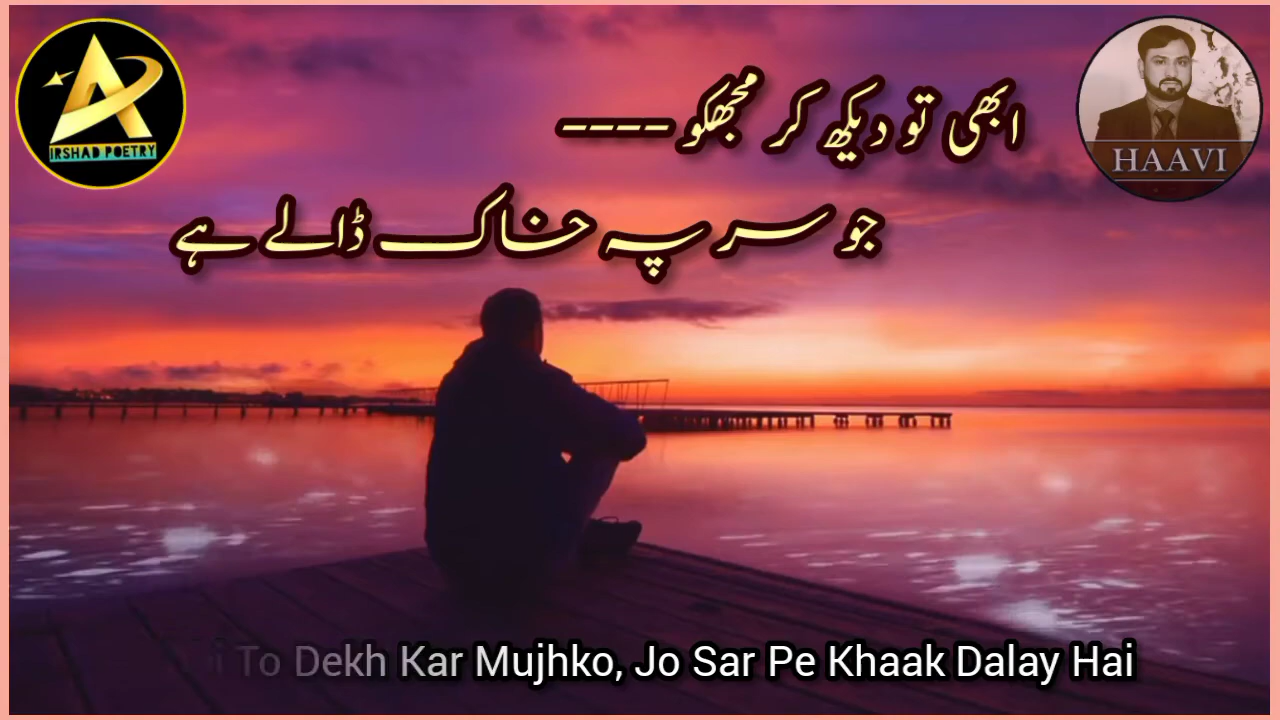 IRSHAD POETRY
HAAVI
ابھی تو دیکھ کر مجھکو ----
جو سر پہ خاک ڈالے ہے
To Dekh Kar Mujhko, Jo Sar Pe Khaak Dalay Hai